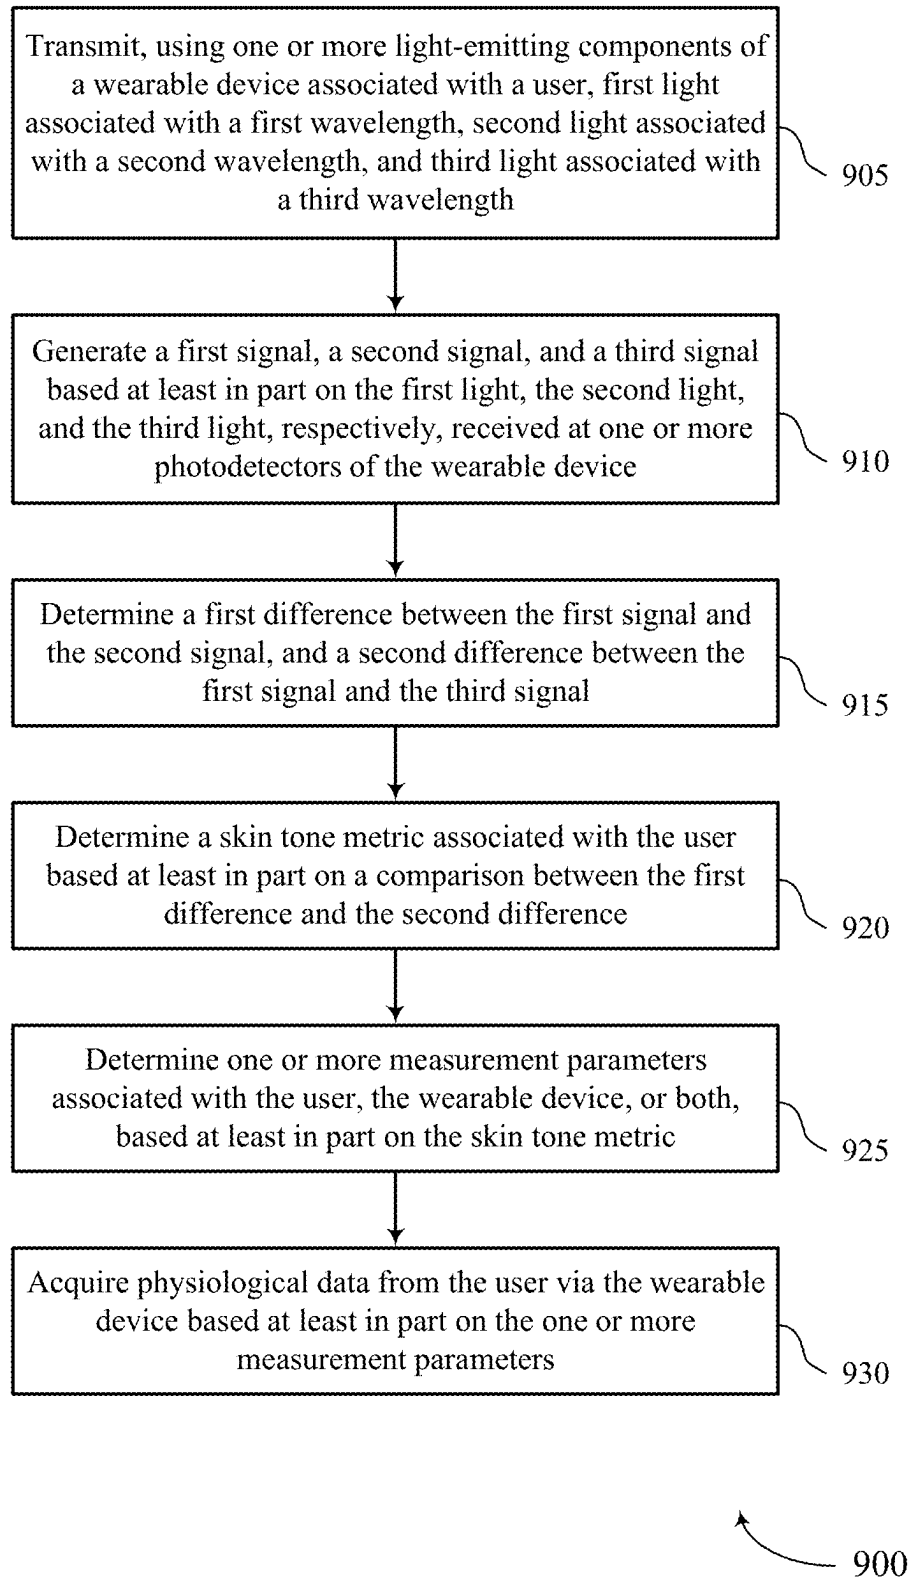 Transmit, using one or more light-emitting components of
a wearable device associated with a user, first light
associated with a first wavelength, second light associated
with a second wavelength, and third light associated with
a third wavelength
905
Generate a first signal, a second signal, and a third signal
based at least in part on the first light, the second light,
and the third light, respectively, received at one or more
photodetectors of the wearable device
910
Determine a first difference between the first signal and
the second signal, and a second difference between the
first signal and the third signal
915
Determine a skin tone metric associated with the user
based at least in part on a comparison between the first
difference and the second difference
920
Determine one or more measurement parameters
associated with the user, the wearable device, or both,
based at least in part on the skin tone metric
925
Acquire physiological data from the user via the wearable
device based at least in part on the one or more
measurement parameters
930
900